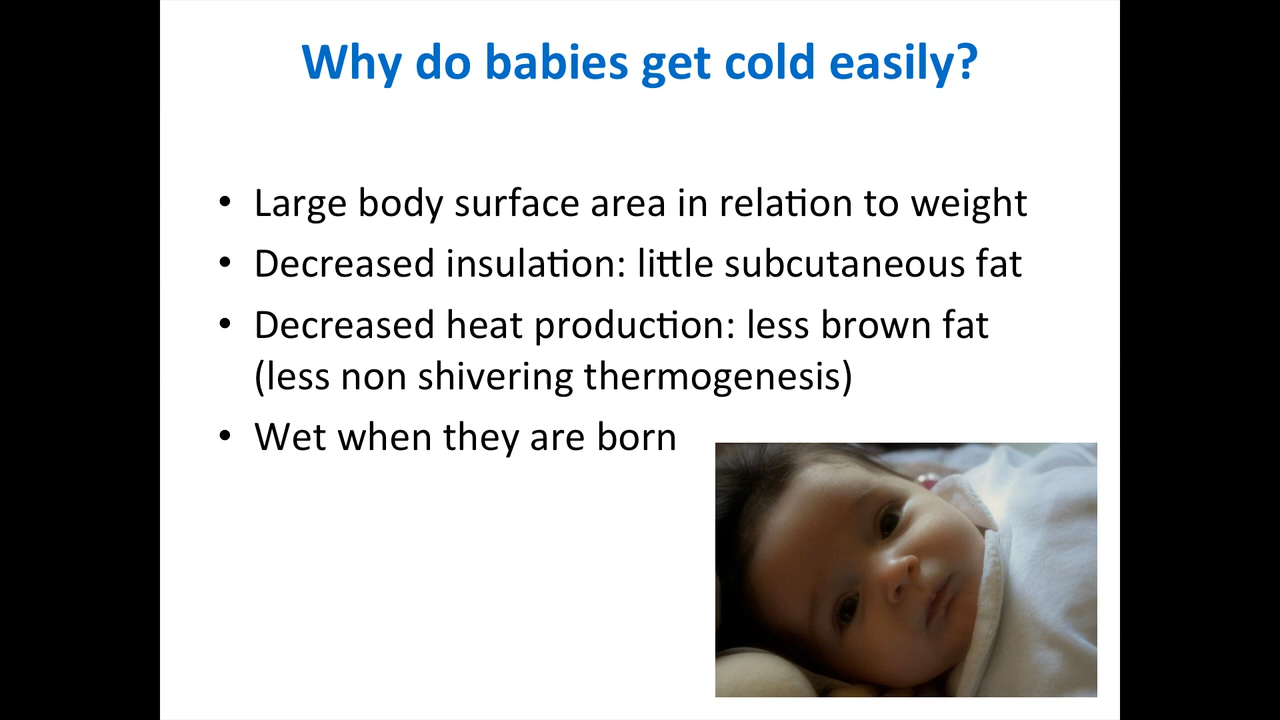 Why do babies get cold easily?
• Large body surface area in relation to weight
• Decreased insulation: little subcutaneous fat
• Decreased heat production: less brown fat
(less non shivering thermogenesis)
• Wet when they are born